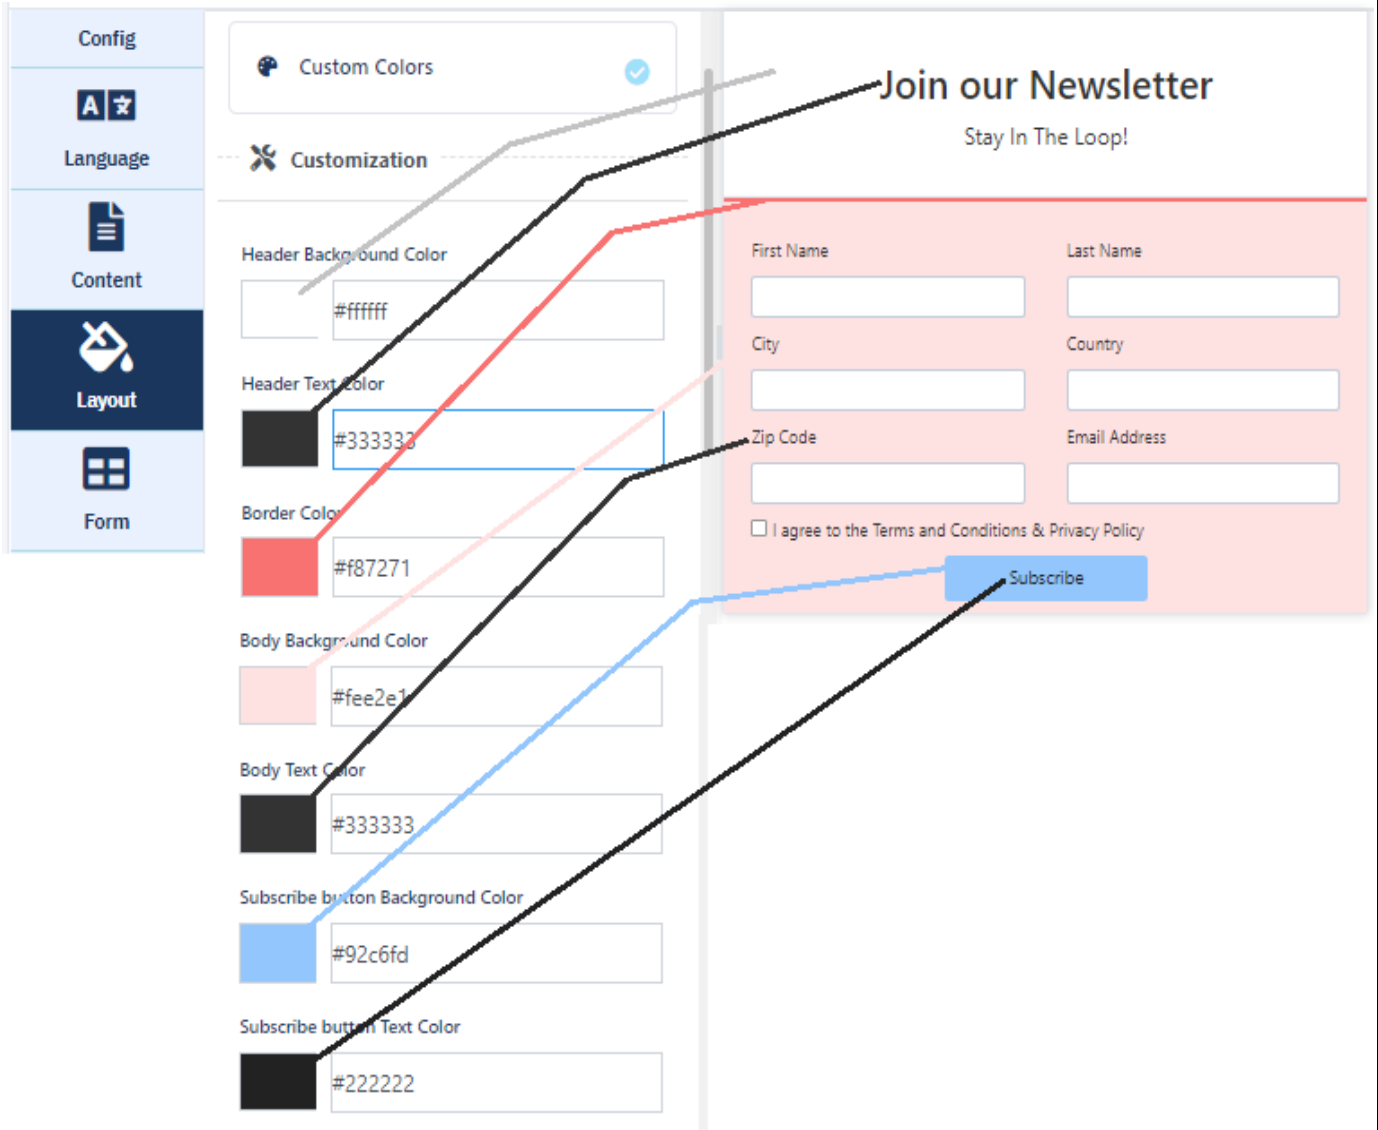 Config
Language
Content
Layout
Form
Custom Colors
Customization
Header Background Color
#ffffff
Header Text Color
#333333
Border Color
#f87271
Body Background Color
#fee2e1
Body Text Color
#333333
Subscribe button Background Color
#92c6fd
Subscribe button Text Color
#222222
Join our Newsletter
Stay In The Loop!
First Name
Last Name
City
Country
Zip Code
Email Address
I agree to the Terms and Conditions & Privacy Policy
Subscribe